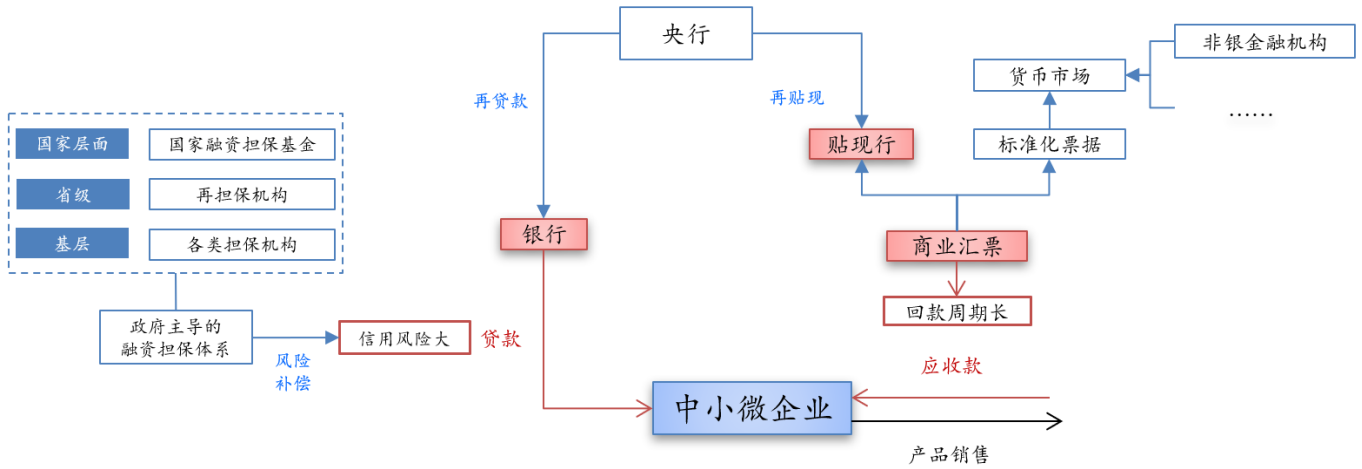 央行
非银金融机构
货币市场
再贷款
再贴现
……
国家层面
国家融资担保基金
贴现行
标准化票据
省级
再担保机构
银行
基层
各类担保机构
商业汇票
回款周期长
政府主导的
融资担保体系
信用风险大
贷款
风险
补偿
应收款
中小微企业
产品销售